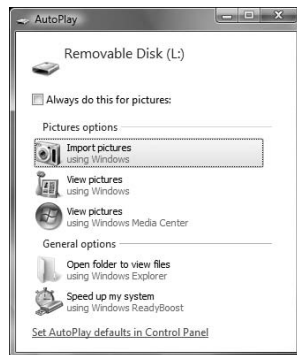 AutoPlay
Removable Disk (L:)
Always do this for pictures:
Pictures options
Import pictures
using Windows
View pictures
using Windows
View pictures
using Windows Media Center
General options
Open folder to view files
using Windows Explorer
Speed up my system
using Windows ReadyBoost
Set AutoPlay defaults in Control Panel